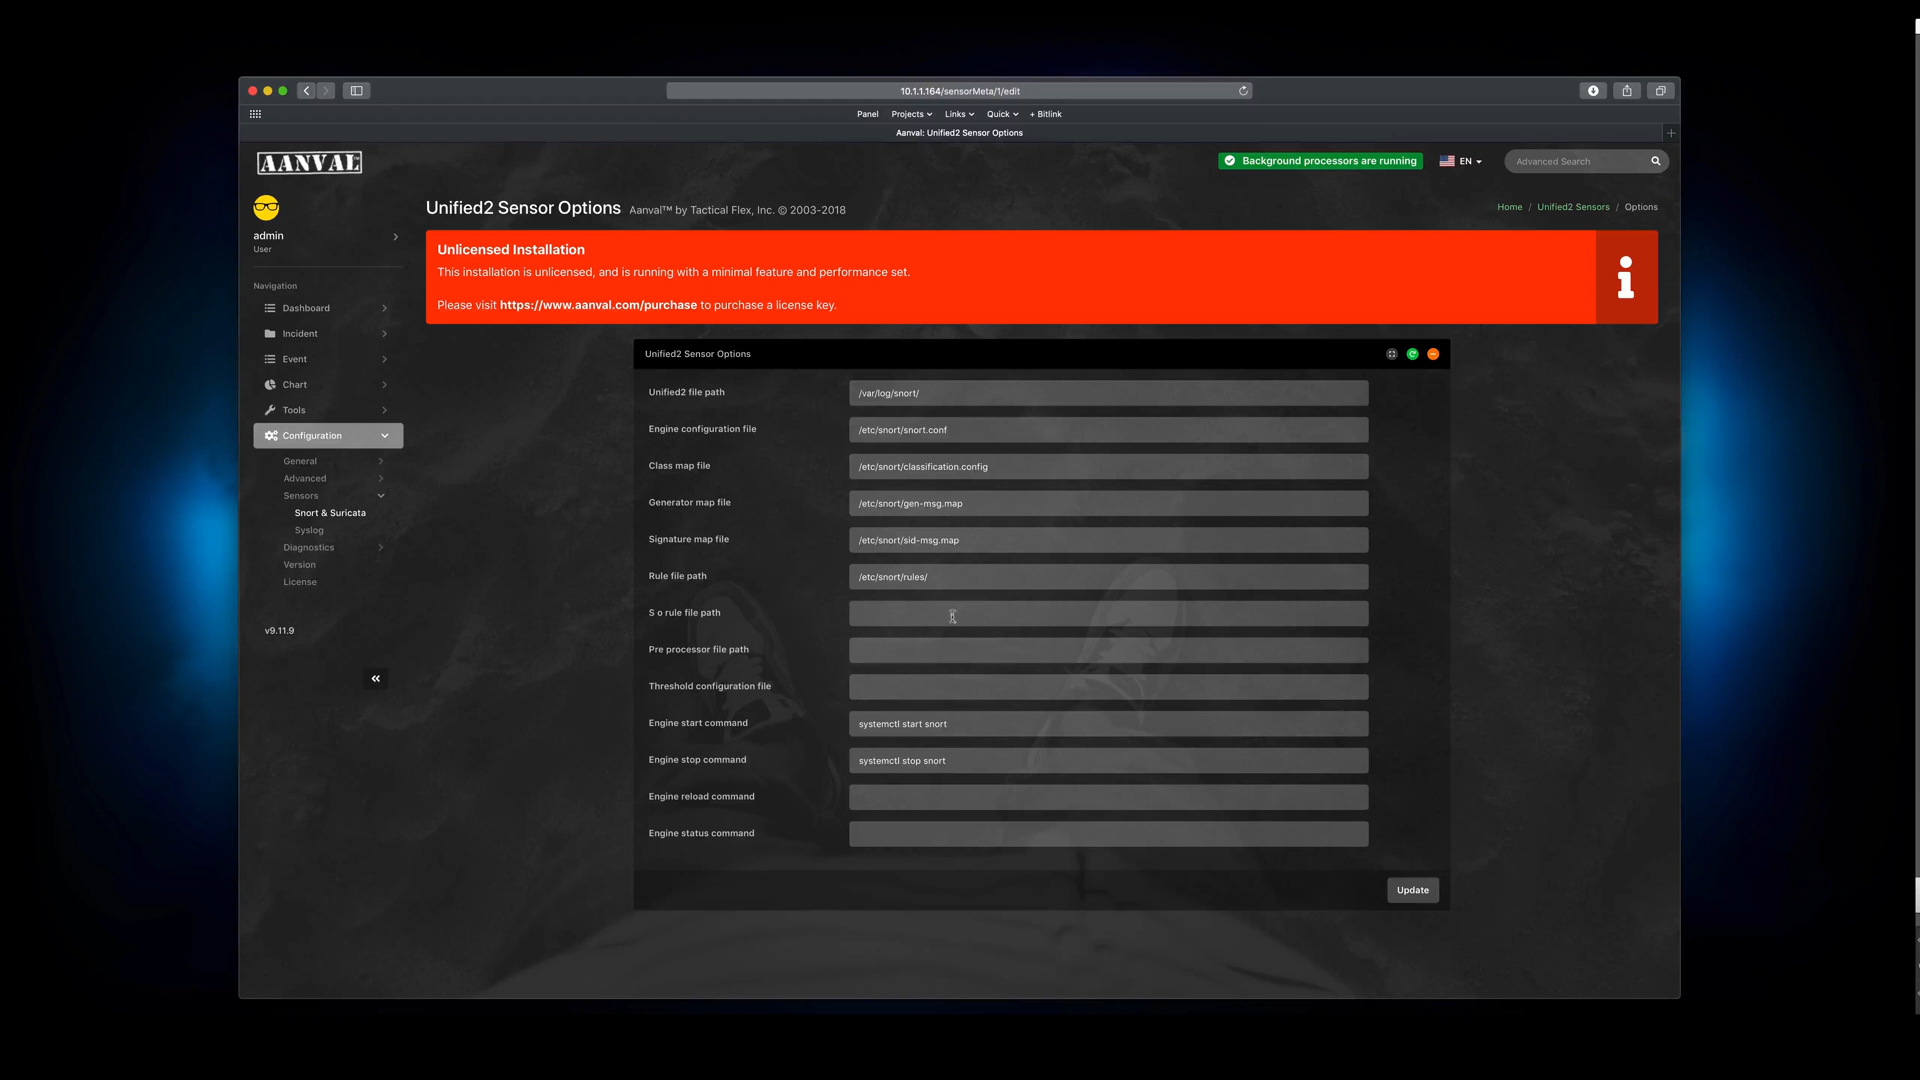 10.1.1.164/sensorMeta/1/edit
Panel Projects Links Quick + Bitlink
Aanval: Unified2 Sensor Options
AANVAL
Background processors are running
EN
Advanced Search
admin
User
Unified2 Sensor Options Aanval™ by Tactical Flex, Inc. © 2003-2018
Home / Unified2 Sensors / Options
Unlicensed Installation
This installation is unlicensed, and is running with a minimal feature and performance set.
Please visit https://www.aanval.com/purchase to purchase a license key.
Navigation
Dashboard
Incident
Event
Chart
Tools
Configuration
General
Advanced
Sensors
Snort & Suricata
Syslog
Diagnostics
Version
License
v9.11.9
Unified2 Sensor Options
Unified2 file path /var/log/snort/
Engine configuration file /etc/snort/snort.conf
Class map file /etc/snort/classification.config
Generator map file /etc/snort/gen-msg.map
Signature map file /etc/snort/sid-msg.map
Rule file path /etc/snort/rules/
S o rule file path
Pre processor file path
Threshold configuration file
Engine start command systemctl start snort
Engine stop command systemctl stop snort
Engine reload command
Engine status command
Update